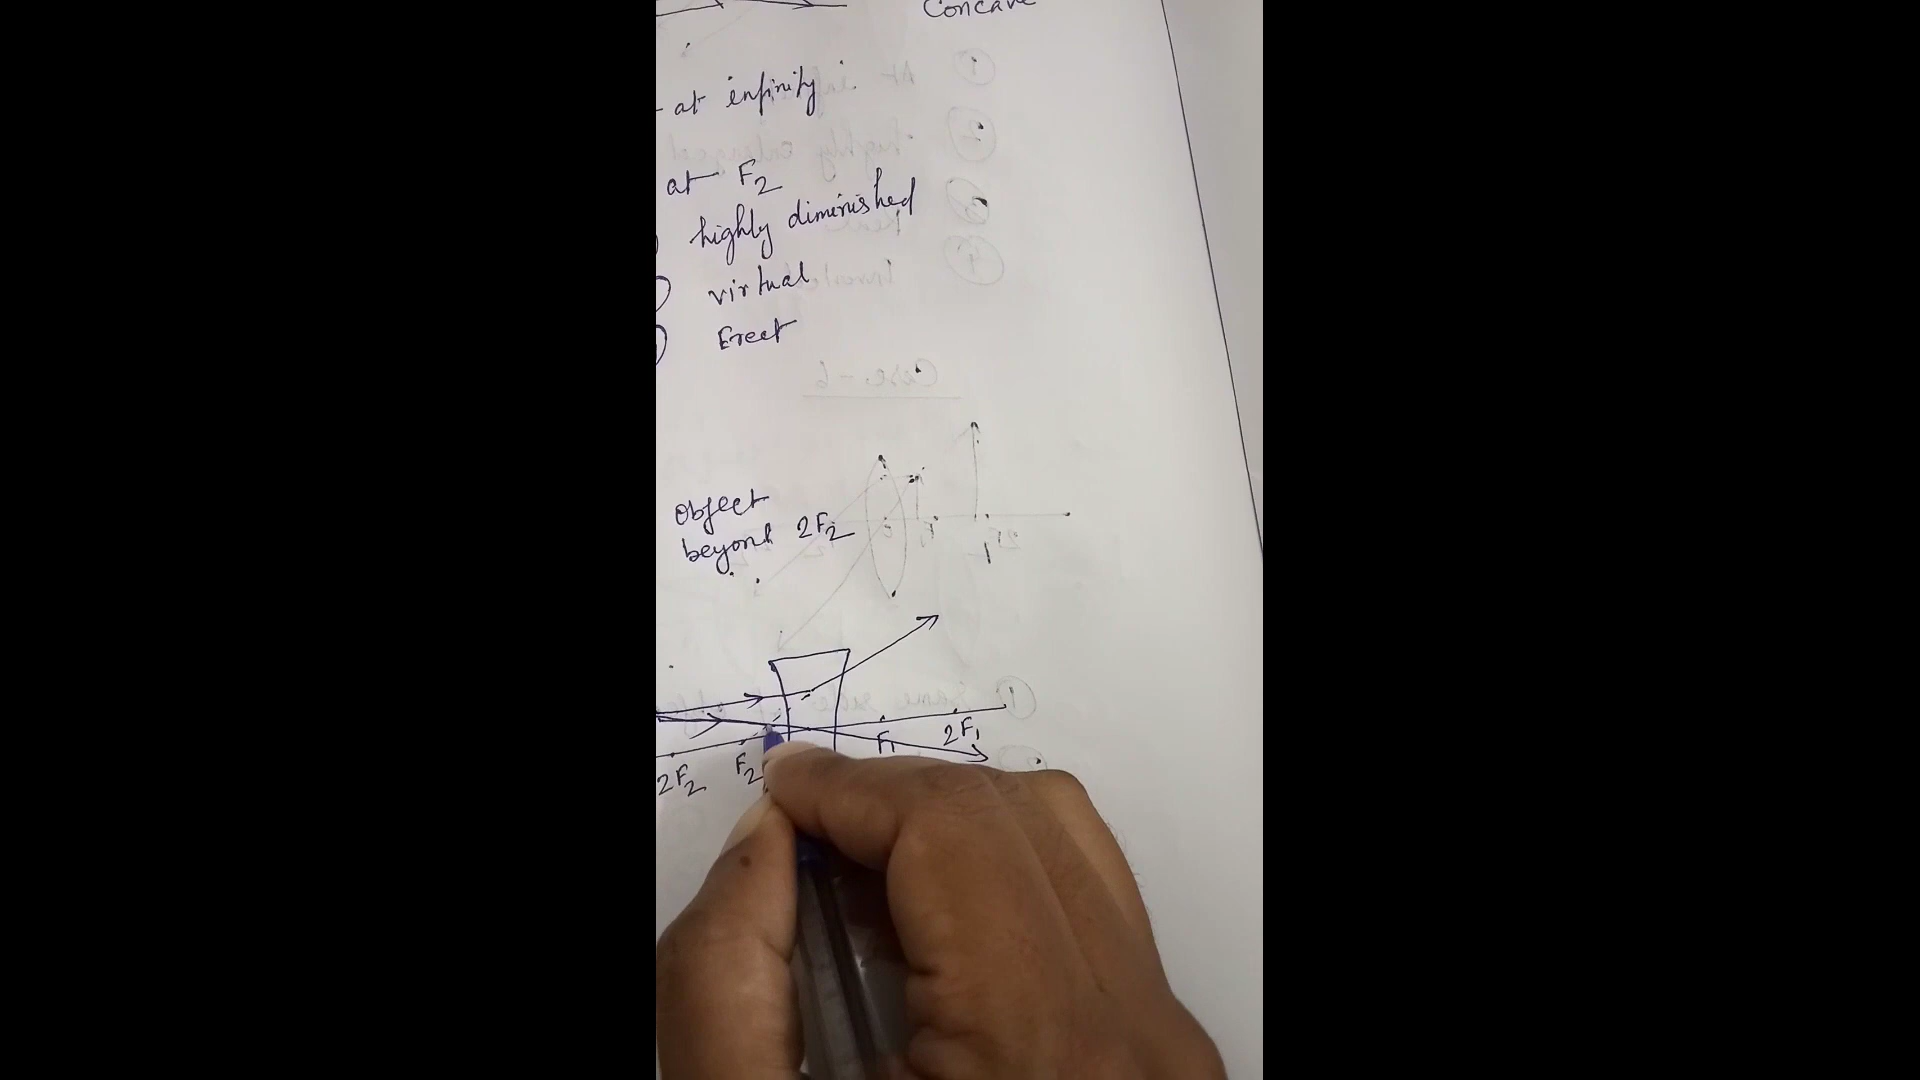 Concave
- at infinity
at F2
highly diminished
virtual
Erect
Object
beyond 2F2
2F2 F2 F1 2F1